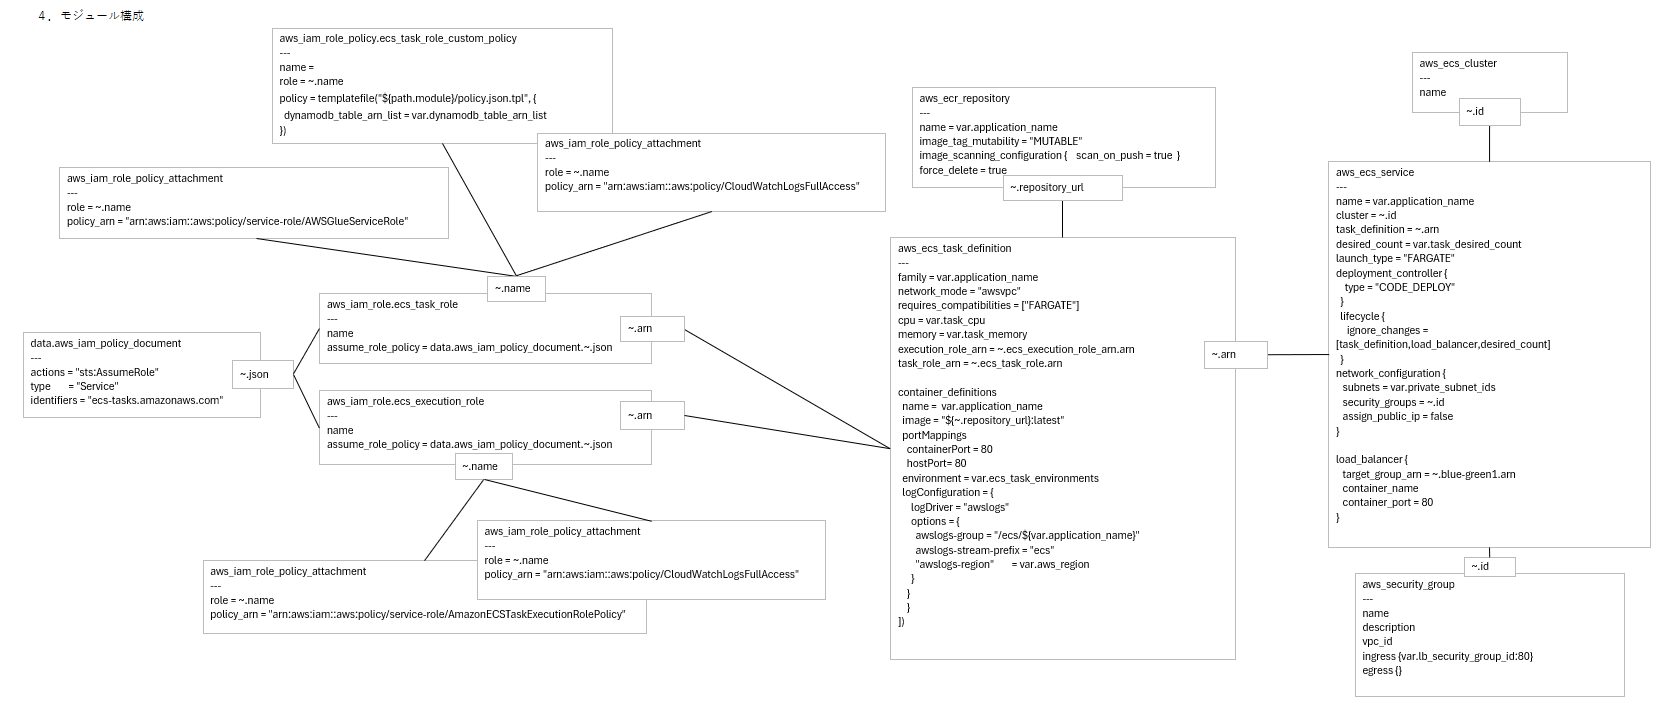 4. モジュール構成
aws_iam_role_policy.ecs_task_role_custom_policy
---
name =
role = ~.name
policy = templatefile("${path.module}/policy.json.tpl", {
dynamodb_table_arn_list = var.dynamodb_table_arn_list
})
aws_iam_role_policy_attachment
---
role = ~.name
policy_arn = "arn:aws:iam::aws:policy/CloudWatchLogsFullAccess"
aws_iam_role_policy_attachment
---
role = ~.name
policy_arn = "arn:aws:iam::aws:policy/service-role/AWSGlueServiceRole"
~.name
aws_iam_role.ecs_task_role
---
name
assume_role_policy = data.aws_iam_policy_document.~.json
~.arn
data.aws_iam_policy_document
---
actions = "sts:AssumeRole"
type = "Service"
identifiers = "ecs-tasks.amazonaws.com"
~.json
aws_iam_role.ecs_execution_role
---
name
assume_role_policy = data.aws_iam_policy_document.~.json
~.arn
~.name
aws_iam_role_policy_attachment
---
role = ~.name
policy_arn = "arn:aws:iam::aws:policy/CloudWatchLogsFullAccess"
aws_iam_role_policy_attachment
---
role = ~.name
policy_arn = "arn:aws:iam::aws:policy/service-role/AmazonECSTaskExecutionRolePolicy"
aws_ecr_repository
---
name = var.application_name
image_tag_mutability = "MUTABLE"
image_scanning_configuration { scan_on_push = true }
force_delete = true
~.repository_url
aws_ecs_task_definition
---
family = var.application_name
network_mode = "awsvpc"
requires_compatibilities = ["FARGATE"]
cpu = var.task_cpu
memory = var.task_memory
execution_role_arn = ~.ecs_execution_role_arn.arn
task_role_arn = ~.ecs_task_role.arn
container_definitions
name = var.application_name
image = "${~.repository_url}:latest"
portMappings
containerPort = 80
hostPort= 80
environment = var.ecs_task_environments
logConfiguration = {
logDriver = "awslogs"
options = {
awslogs-group = "/ecs/${var.application_name}"
awslogs-stream-prefix = "ecs"
"awslogs-region" = var.aws_region
}
}
}
])
~.arn
aws_ecs_cluster
---
name
~.id
aws_ecs_service
---
name = var.application_name
cluster = ~.id
task_definition = ~.arn
desired_count = var.task_desired_count
launch_type = "FARGATE"
deployment_controller {
type = "CODE_DEPLOY"
}
lifecycle {
ignore_changes =
[task_definition,load_balancer,desired_count]
}
network_configuration {
subnets = var.private_subnet_ids
security_groups = ~.id
assign_public_ip = false
}
load_balancer {
target_group_arn = ~.blue-green1.arn
container_name
container_port = 80
}
~.id
aws_security_group
---
name
description
vpc_id
ingress {var.lb_security_group_id:80}
egress {}